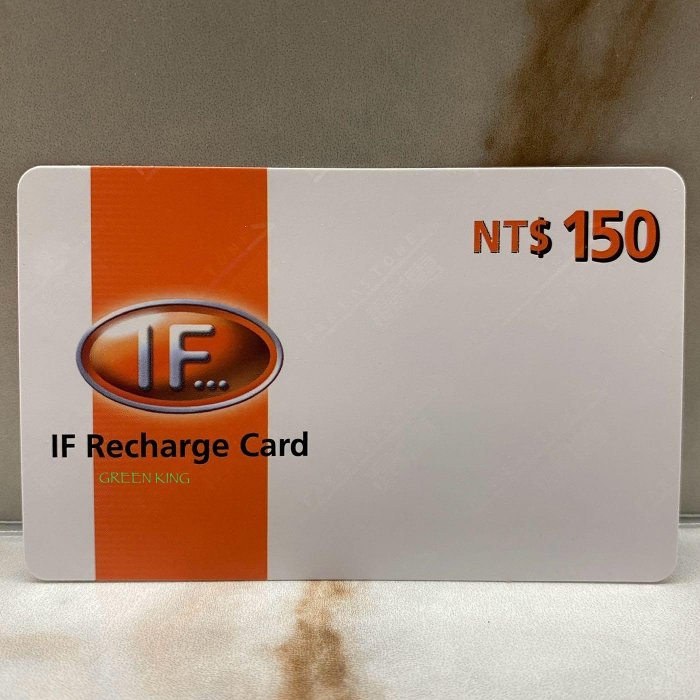 NT$ 150
IF...
IF Recharge Card
GREEN KING